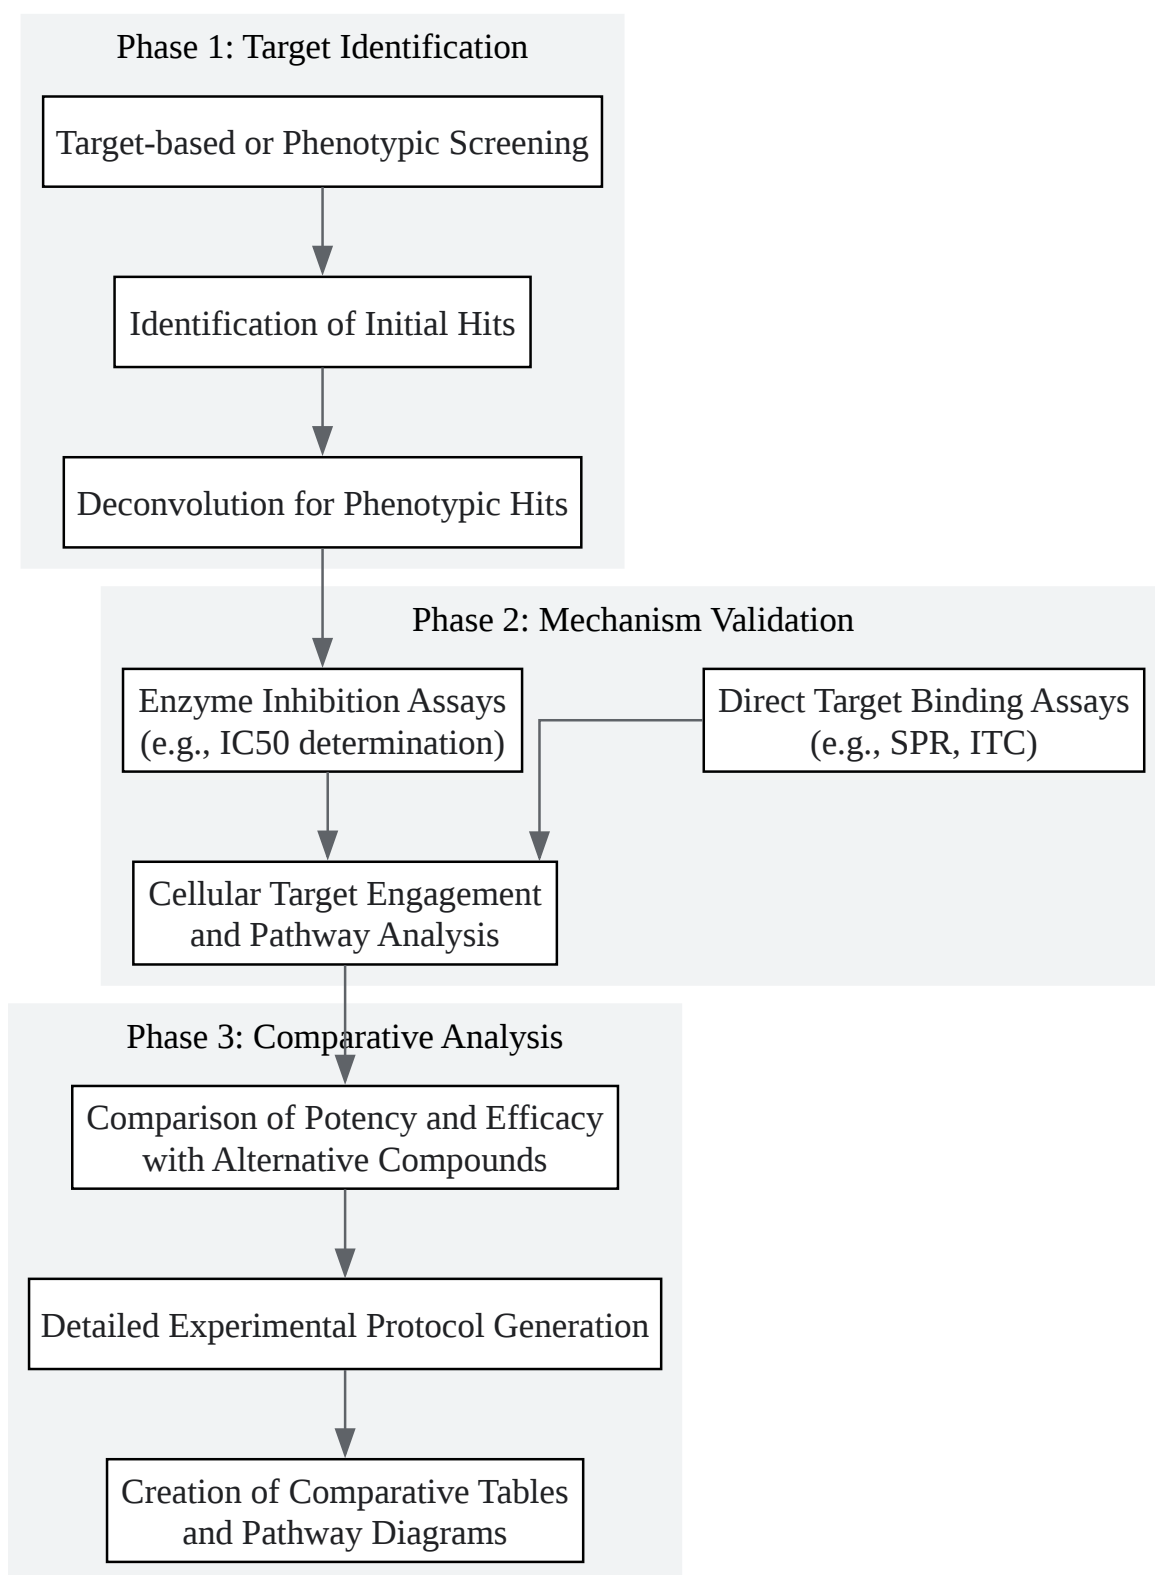 Phase 1: Target Identification
Target-based or Phenotypic Screening
Identification of Initial Hits
Deconvolution for Phenotypic Hits
Phase 2: Mechanism Validation
Enzyme Inhibition Assays
(e.g., IC50 determination)
Direct Target Binding Assays
(e.g., SPR, ITC)
Cellular Target Engagement
and Pathway Analysis
Phase 3: Comparative Analysis
Comparison of Potency and Efficacy
with Alternative Compounds
Detailed Experimental Protocol Generation
Creation of Comparative Tables
and Pathway Diagrams